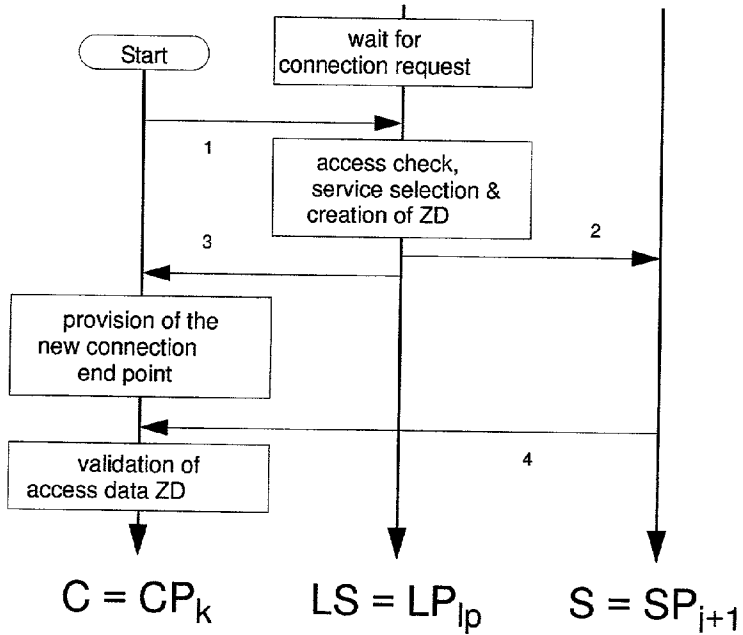 Start
wait for
connection request
1
access check,
service selection &
creation of ZD
2
3
provision of the
new connection
end point
4
validation of
access data ZD
C = CPk
LS = LPlp
S = SPj+1